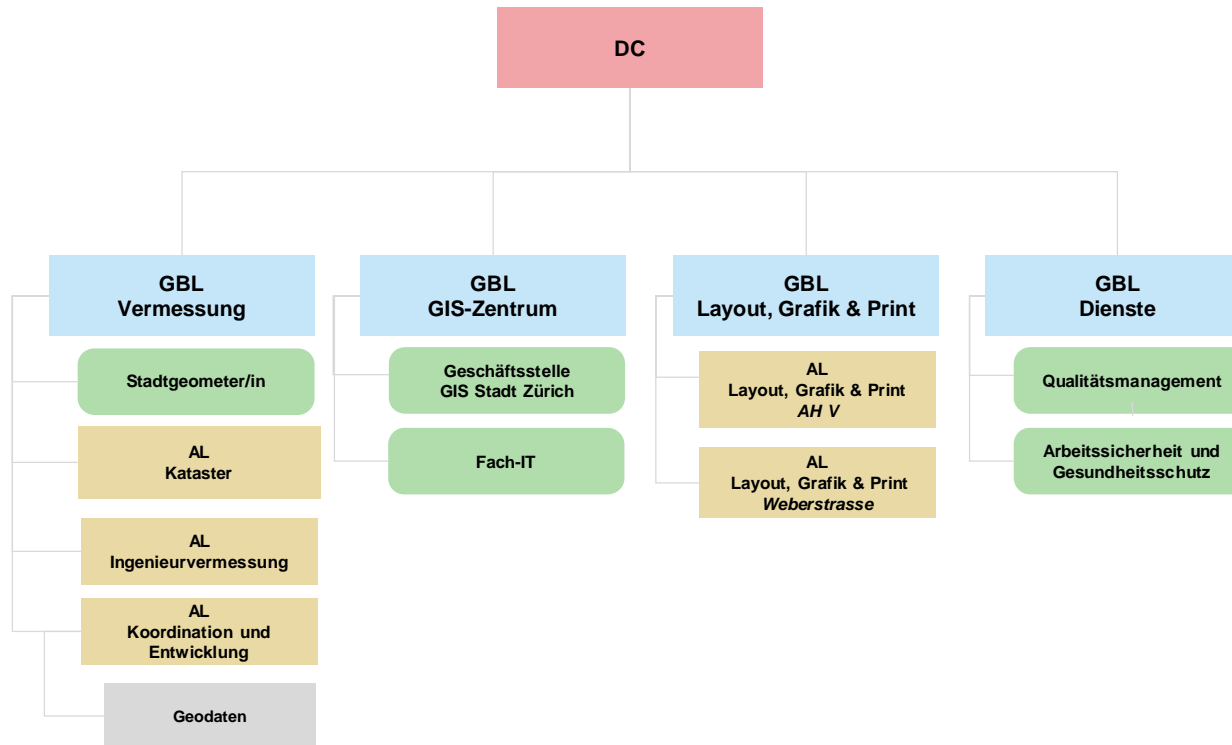 DC
GBL
Vermessung
Stadtgeometer/in
AL
Kataster
AL
Ingenieurvermessung
AL
Koordination und
Entwicklung
Geodaten
GBL
GIS-Zentrum
Geschäftsstelle
GIS Stadt Zürich
Fach-IT
GBL
Layout, Grafik & Print
AL
Layout, Grafik & Print
AH V
AL
Layout, Grafik & Print
Weberstrasse
GBL
Dienste
Qualitätsmanagement
Arbeitssicherheit und
Gesundheitsschutz